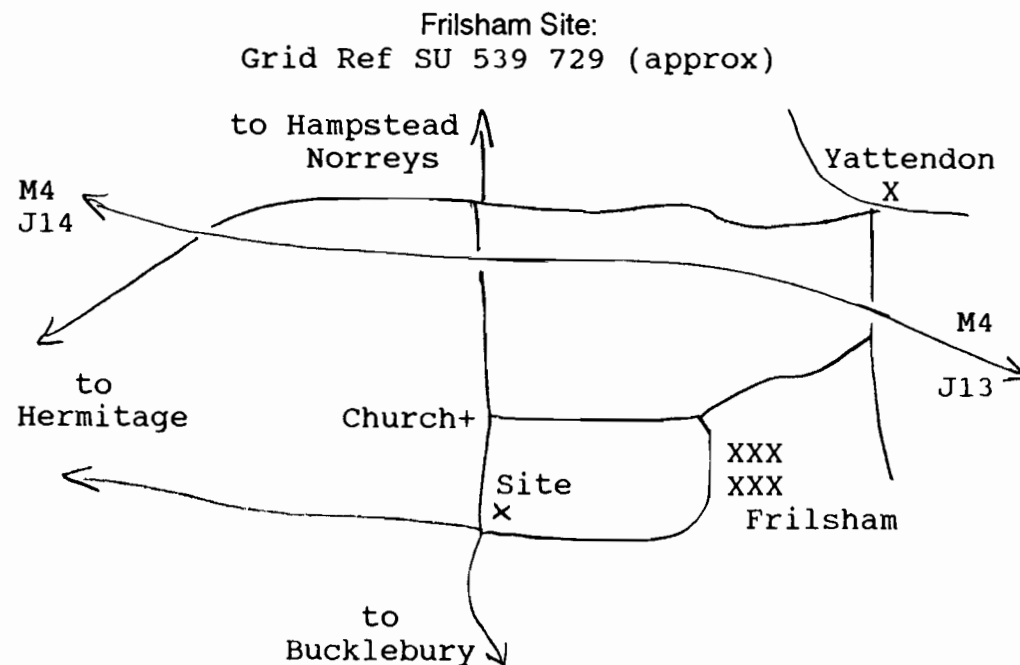 Frilsham Site:
Grid Ref SU 539 729 (approx)
to Hampstead
Norreys
Yattendon
X
M4
J14
M4
J13
to
Hermitage
Church+
XXX
XXX
Frilsham
Site
x
to
Bucklebury